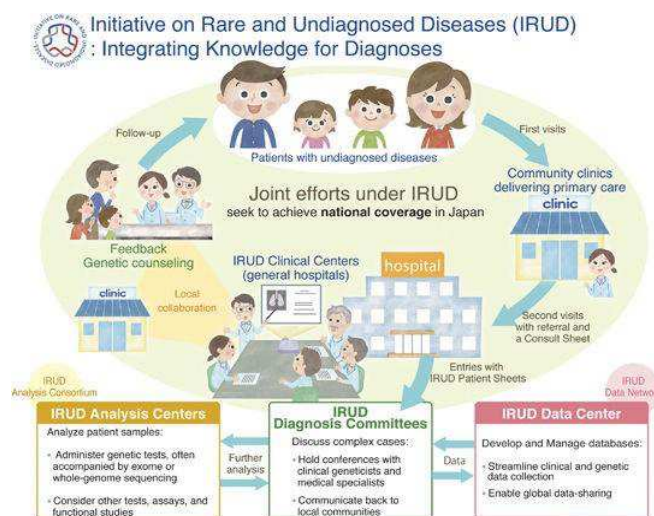 Initiative on Rare and Undiagnosed Diseases (IRUD)
: Integrating Knowledge for Diagnoses
Follow-up
First visits
Patients with undiagnosed diseases
Community clinics
delivering primary care
clinic
Joint efforts under IRUD
seek to achieve national coverage in Japan
Feedback
Genetic counseling
IRUD Clinical Centers
(general hospitals)
hospital
clinic
Local
collaboration
Second visits
with referral and
a Consult Sheet
Entries with
IRUD Patient Sheets
IRUD
Analysis Consortium
IRUD
Data Networ
IRUD Analysis Centers
Analyze patient samples:
• Administer genetic tests, often
accompanied by exome or
whole-genome sequencing
• Consider other tests, assays, and
functional studies
Further
analysis
IRUD
Diagnosis Committees
Discuss complex cases:
• Hold conferences with
clinical geneticists and
medical specialists
• Communicate back to
local communities
Data
IRUD Data Center
Develop and Manage databases:
• Streamline clinical and genetic
data collection
• Enable global data-sharing